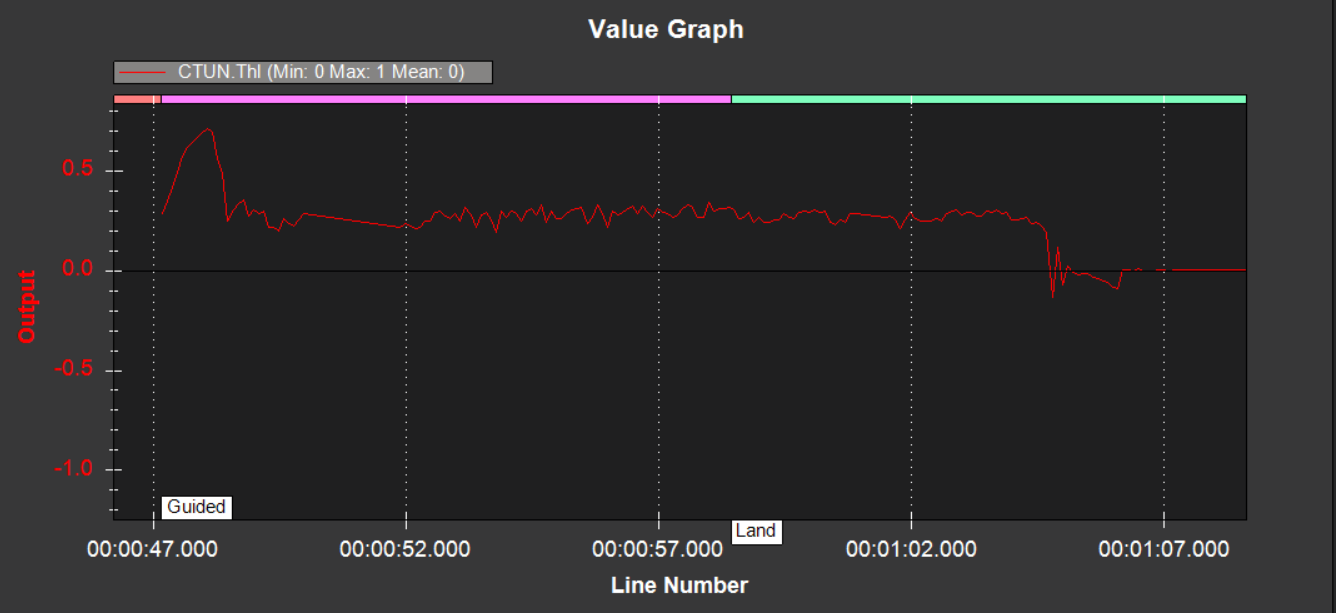 Value Graph
CTUN.ThI (Min: 0 Max: 1 Mean: 0)
0.5
0.0
-0.5
-1.0
Output
Guided
Land
00:00:47.000
00:00:52.000
00:00:57.000
00:01:02.000
00:01:07.000
Line Number